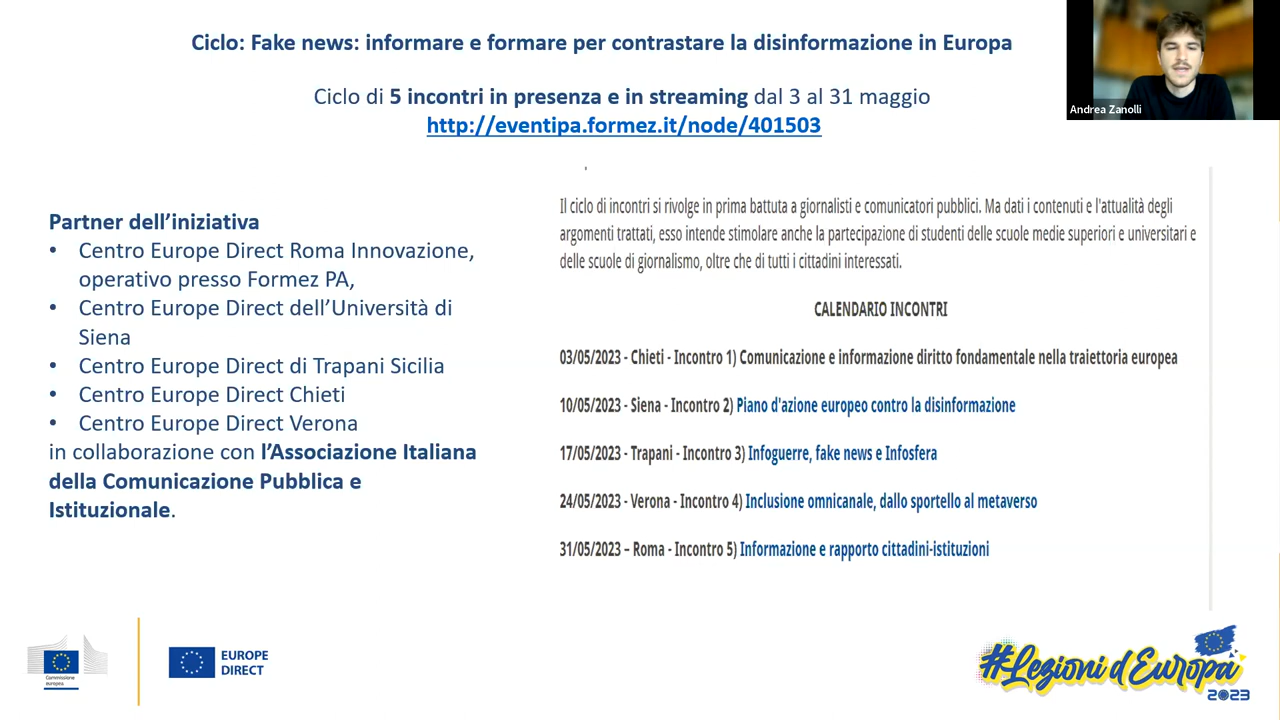 Ciclo: Fake news: informare e formare per contrastare la disinformazione in Europa
Ciclo di 5 incontri in presenza e in streaming dal 3 al 31 maggio
http://eventipa.formez.it/node/401503
Andrea Zanolli
Partner dell’iniziativa
• Centro Europe Direct Roma Innovazione,
operativo presso Formez PA,
• Centro Europe Direct dell’Università di
Siena
• Centro Europe Direct di Trapani Sicilia
• Centro Europe Direct Chieti
• Centro Europe Direct Verona
in collaborazione con l’Associazione Italiana
della Comunicazione Pubblica e
Istituzionale.
Il ciclo di incontri si rivolge in prima battuta a giornalisti e comunicatori pubblici. Ma dati i contenuti e l'attualità degli
argomenti trattati, esso intende stimolare anche la partecipazione di studenti delle scuole medie superiori e universitari e
delle scuole di giornalismo, oltre che di tutti i cittadini interessati.
CALENDARIO INCONTRI
03/05/2023 - Chieti - Incontro 1) Comunicazione e informazione diritto fondamentale nella traiettoria europea
10/05/2023 - Siena - Incontro 2) Piano d'azione europeo contro la disinformazione
17/05/2023 - Trapani - Incontro 3) Infoguerre, fake news e Infosfera
24/05/2023 - Verona - Incontro 4) Inclusione omnicanale, dallo sportello al metaverso
31/05/2023 – Roma - Incontro 5) Informazione e rapporto cittadini-istituzioni
Commissione
europea
EUROPE
DIRECT
#Lezioni d'Europa
2023